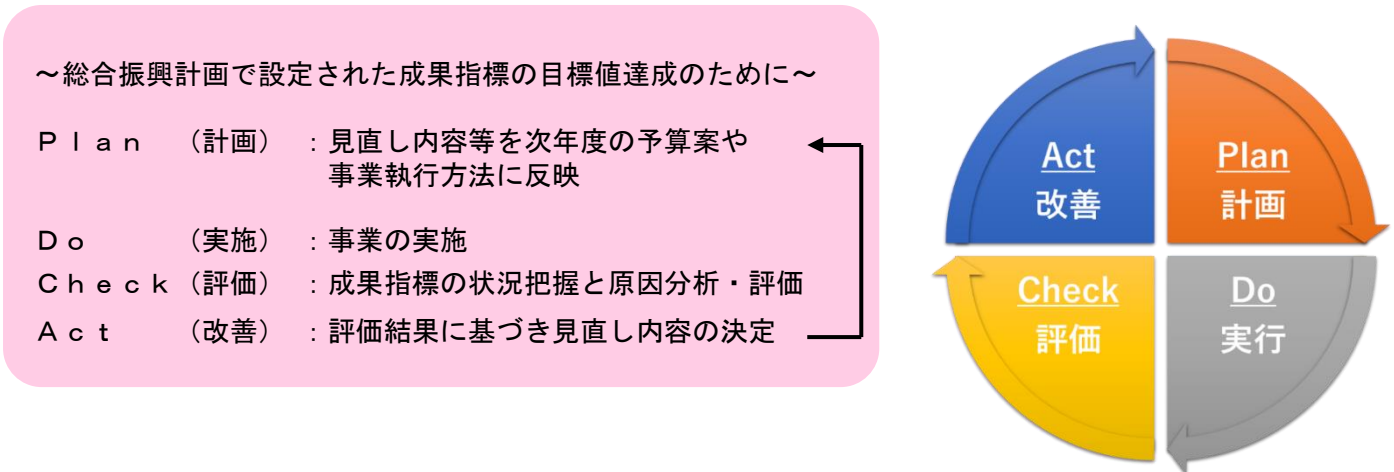 ～総合振興計画で設定された成果指標の目標値達成のために～
Ｐｌａｎ　（計画）　：見直し内容等を次年度の予算案や
事業執行方法に反映
Ｄｏ　　　（実施）　：事業の実施
Ｃｈｅｃｋ（評価）　：成果指標の状況把握と原因分析・評価
Ａｃｔ　　（改善）　：評価結果に基づき見直し内容の決定
Act
改善
Plan
計画
Check
評価
Do
実行